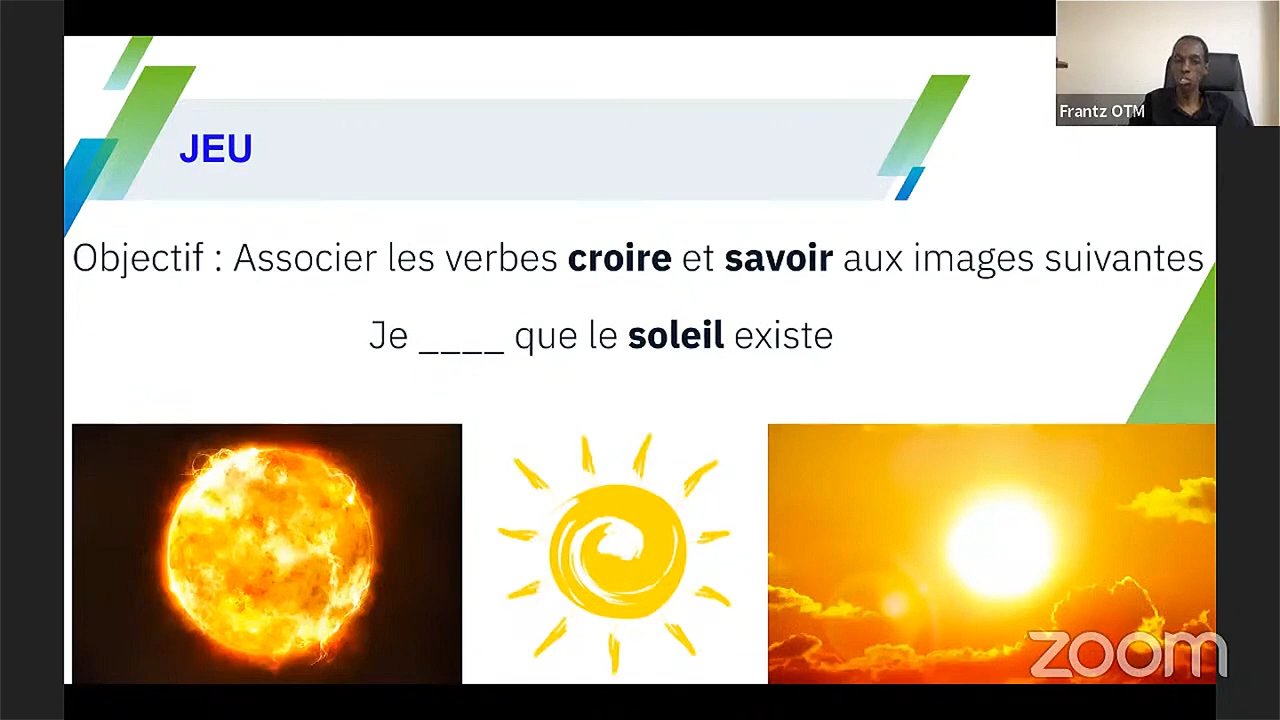 JEU
Frantz OTM
Objectif : Associer les verbes croire et savoir aux images suivantes
Je ____ que le soleil existe
zoom